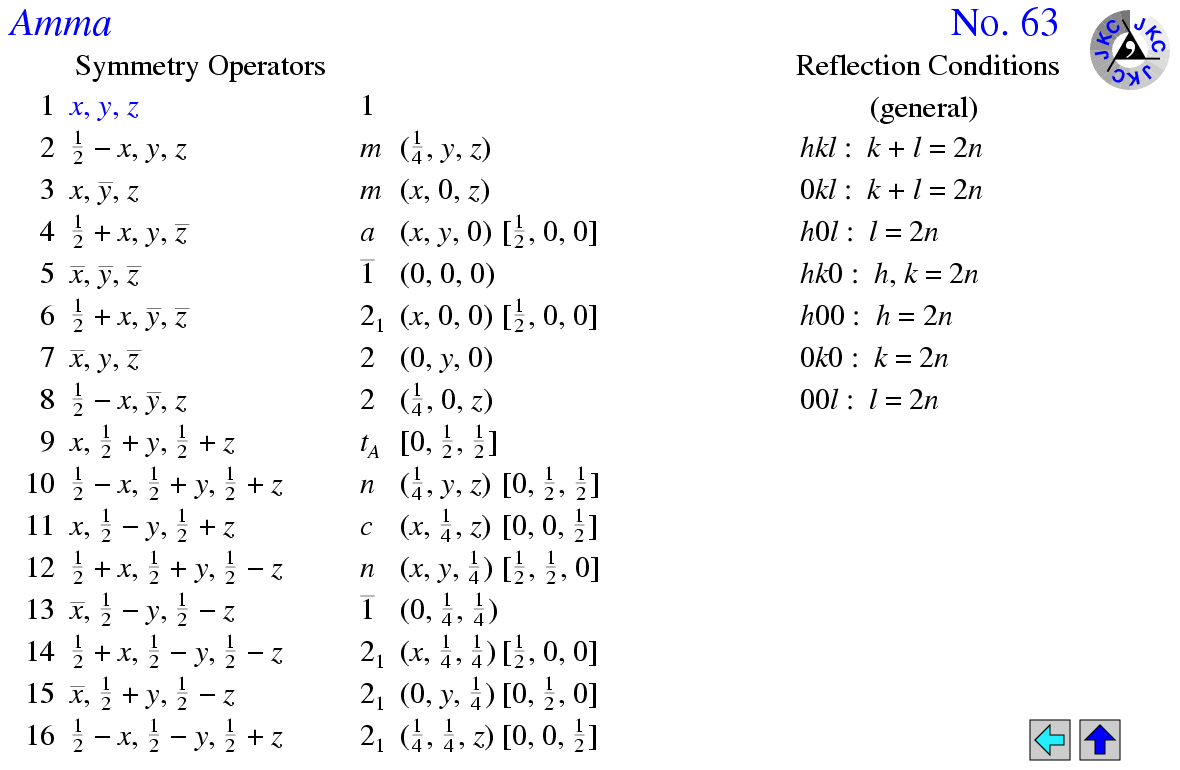 Amma No. 63
Symmetry Operators Reflection Conditions
1 x, y, z 1 (general)
2 ½ − x, y, z m (¼, y, z) hkl : k + l = 2n
3 x, y̅, z m (x, 0, z) 0kl : k + l = 2n
4 ½ + x, y, z̅ a (x, y, 0) [½, 0, 0] h0l : l = 2n
5 x̅, y̅, z̅ 1̅ (0, 0, 0) hk0 : h, k = 2n
6 ½ + x, y̅, z̅ 2₁ (x, 0, 0) [½, 0, 0] h00 : h = 2n
7 x̅, y, z̅ 2 (0, y, 0) 0k0 : k = 2n
8 ½ − x, y̅, z 2 (¼, 0, z) 00l : l = 2n
9 x, ½ + y, ½ + z t_A [0, ½, ½]
10 ½ − x, ½ + y, ½ + z n (¼, y, z) [0, ½, ½]
11 x, ½ − y, ½ + z c (x, ¼, z) [0, 0, ½]
12 ½ + x, ½ + y, ½ − z n (x, y, ¼) [½, ½, 0]
13 x̅, ½ − y, ½ − z 1̅ (0, ¼, ¼)
14 ½ + x, ½ − y, ½ − z 2₁ (x, ¼, ¼) [½, 0, 0]
15 x̅, ½ + y, ½ − z 2₁ (0, y, ¼) [0, ½, 0]
16 ½ − x, ½ − y, ½ + z 2₁ (¼, ¼, z) [0, 0, ½]
JKC JKC JKC